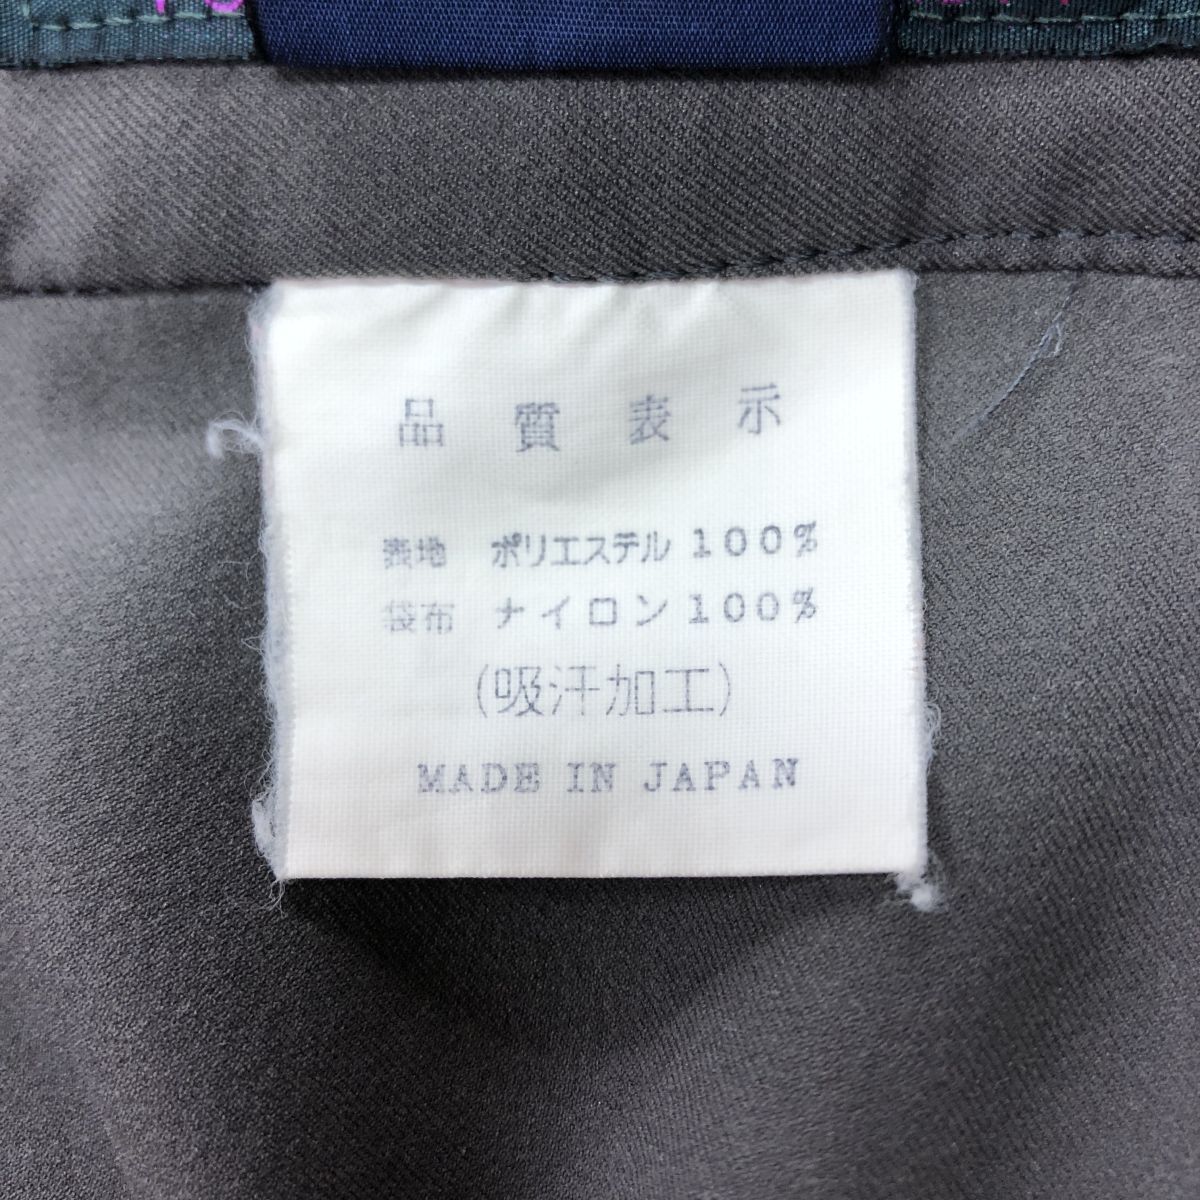 品質表示
表地 ポリエステル 100%
袋布 ナイロン 100%
(吸汗加工)
MADE IN JAPAN